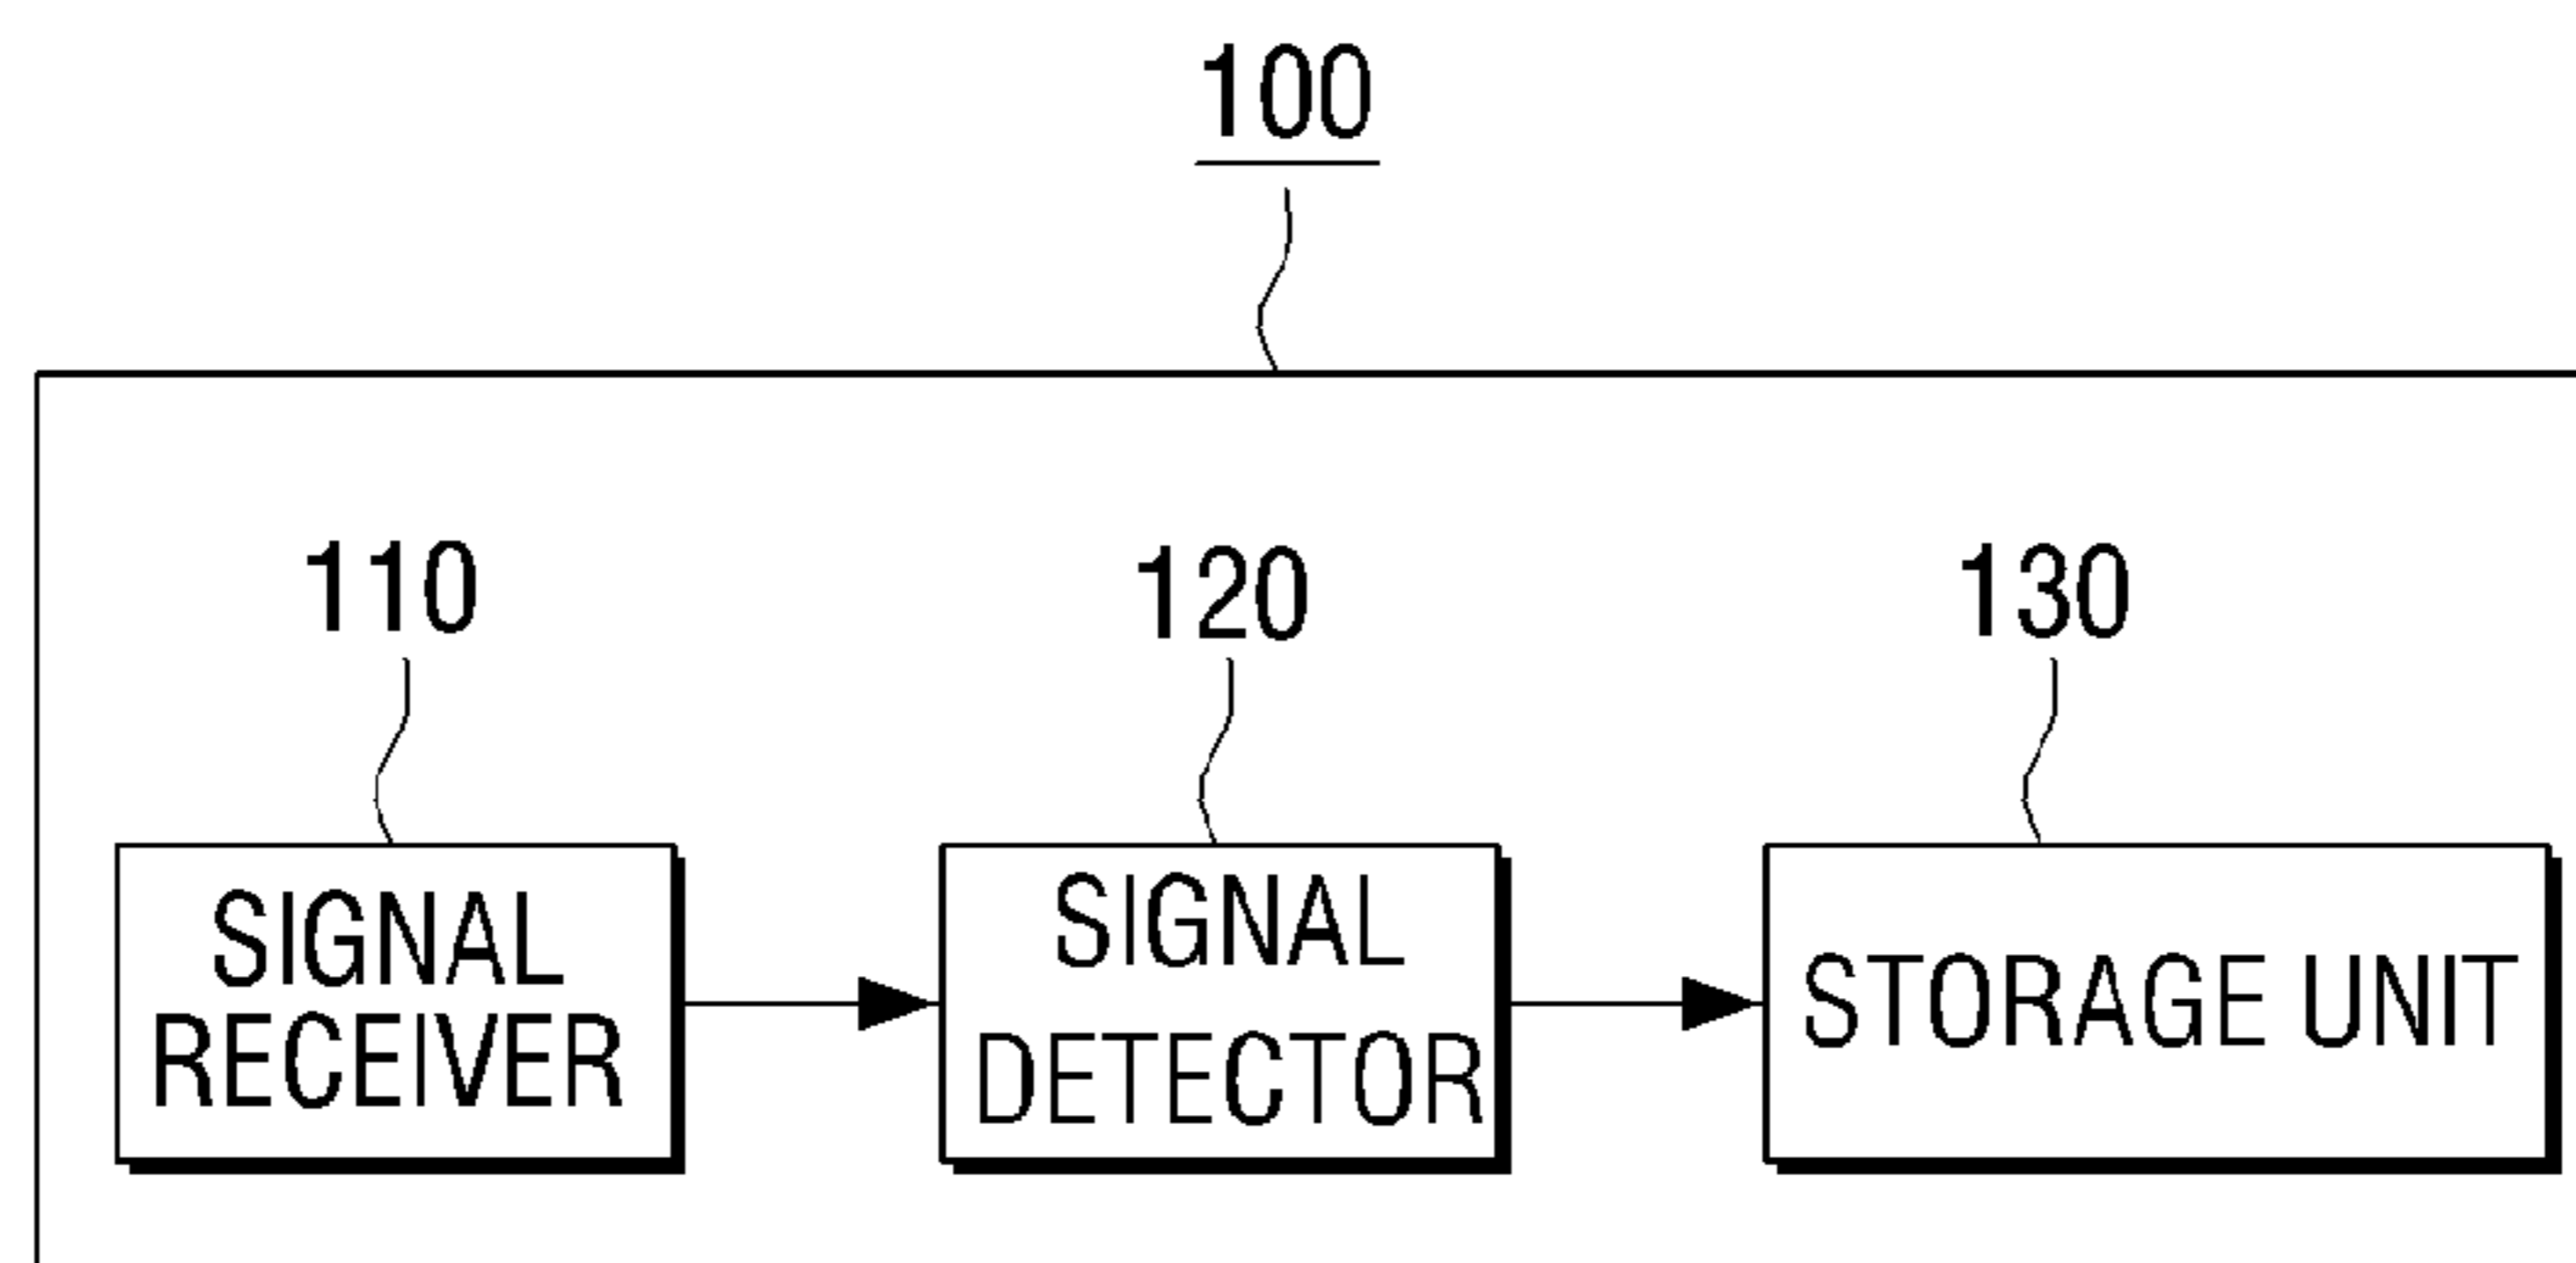 100
110
120
130
SIGNAL
RECEIVER
SIGNAL
DETECTOR
STORAGE UNIT